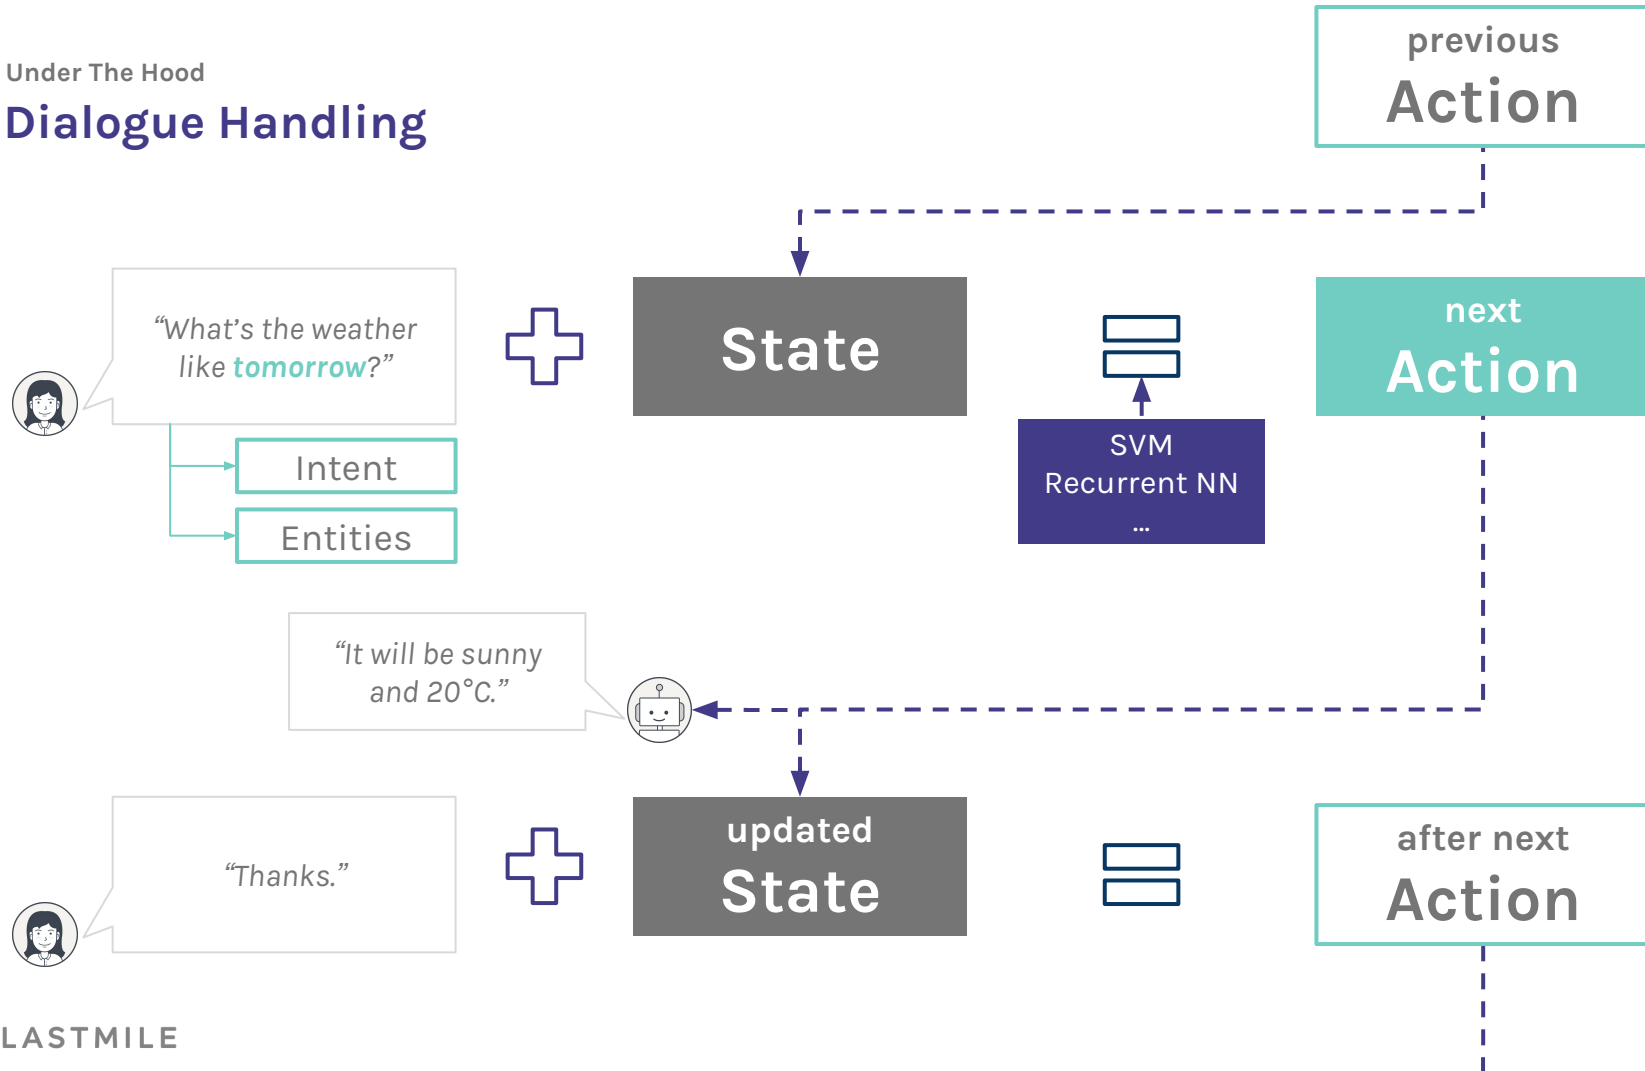 Under The Hood
Dialogue Handling
previous
Action
“What’s the weather
like tomorrow?”
State
next
Action
SVM
Recurrent NN
...
Intent
Entities
“It will be sunny
and 20°C.”
“Thanks.”
updated
State
after next
Action
LASTMILE